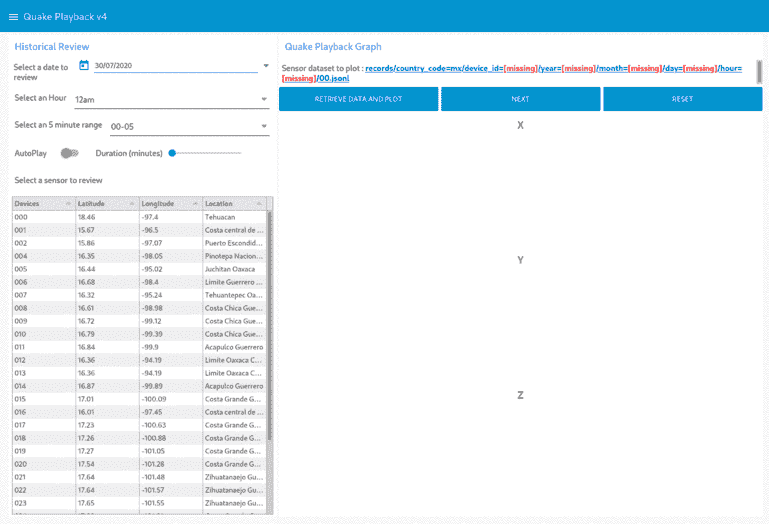 Quake Playback v4
Historical Review
Select a date to review
30/07/2020
Select an Hour
12am
Select an 5 minute range
00-05
AutoPlay
Duration (minutes)
Select a sensor to review
Devices Latitude Longitude Location
000 18.46 -97.4 Tehuacan
001 15.67 -96.5 Costa central de ...
002 15.86 -97.07 Puerto Escondid...
004 16.35 -98.05 Pinotepa Nacion...
005 16.44 -95.02 Juchitan Oaxaca
006 16.68 -98.4 Limite Guerrero ...
007 16.32 -95.24 Tehuantepec Oa...
008 16.61 -98.98 Costa Chica Gue...
009 16.72 -99.12 Costa Chica Gue...
010 16.79 -99.39 Costa Chica Gue...
011 16.84 -99.9 Acapulco Guerrero
012 16.36 -94.19 Limite Oaxaca C...
013 16.36 -94.19 Limite Oaxaca C...
014 16.87 -99.89 Acapulco Guerrero
015 17.01 -100.09 Costa Grande G...
016 16.01 -97.45 Costa central de ...
017 17.23 -100.63 Costa Grande G...
018 17.26 -100.88 Costa Grande G...
019 17.27 -101.05 Costa Grande G...
020 17.54 -101.28 Costa Grande G...
021 17.64 -101.48 Zihuatanaejo Gu...
022 17.64 -101.57 Zihuatanaejo Gu...
023 17.65 -101.55 Zihuatanaejo Gu...
Quake Playback Graph
Sensor dataset to plot : records/country_code=mx/device_id=[missing]/year=[missing]/month=[missing]/day=[missing]/hour=
[missing]/00.jsonl
RETRIEVE DATA AND PLOT
NEXT
RESET
X
Y
Z